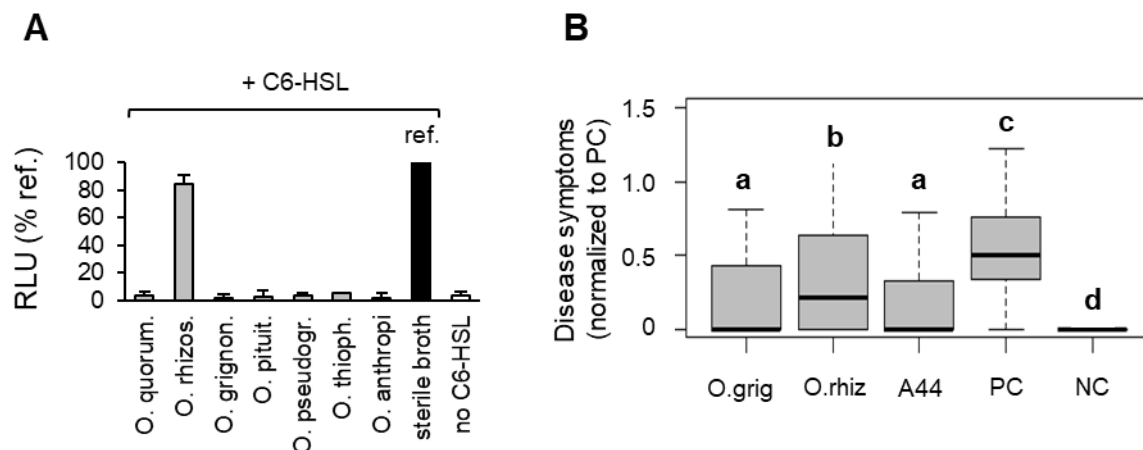 A
+ C6-HSL
ref.
RLU (% ref.)
100
80
60
40
20
0
O. quorum.
O. rhizos.
O. grignon.
O. pituit.
O. pseudogr.
O. thioph.
O. anthropi
sterile broth
no C6-HSL
B
Disease symptoms
(normalized to PC)
1.5
1.0
0.5
0
a
b
a
c
d
O.grig
O.rhiz
A44
PC
NC